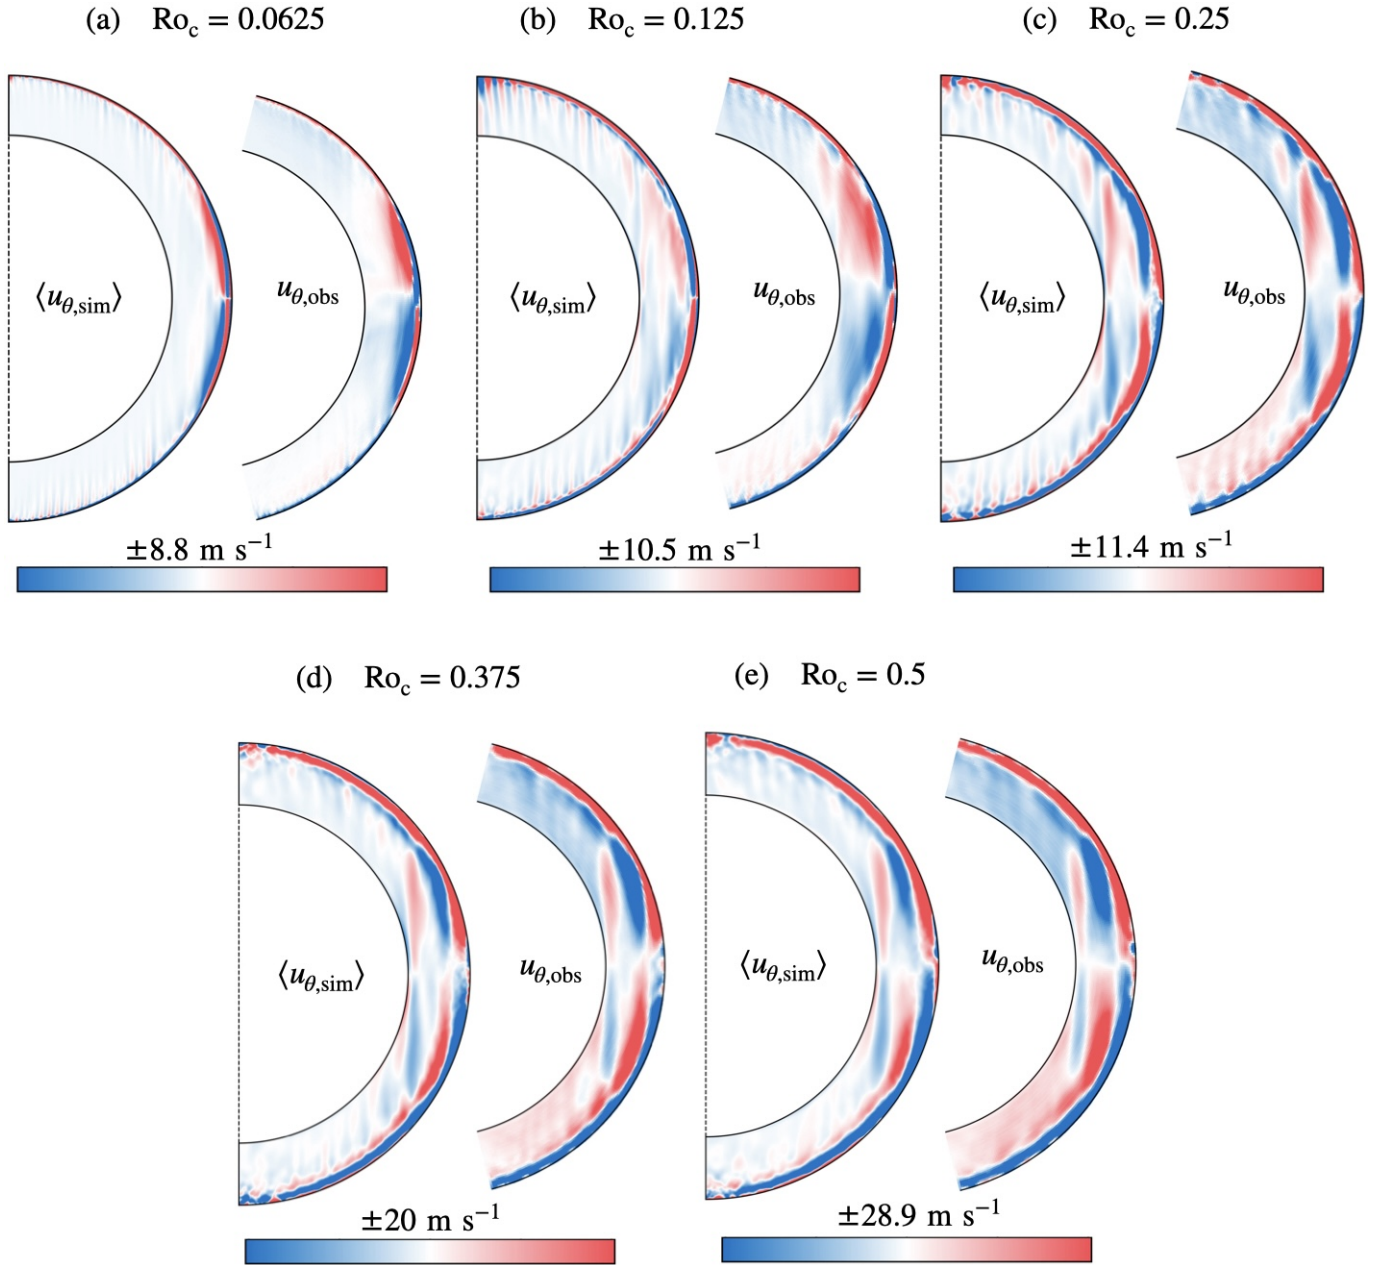 (a) Ro_c = 0.0625
(b) Ro_c = 0.125
(c) Ro_c = 0.25
⟨u_θ,sim⟩
u_θ,obs
⟨u_θ,sim⟩
u_θ,obs
⟨u_θ,sim⟩
u_θ,obs
±8.8 m s⁻¹
±10.5 m s⁻¹
±11.4 m s⁻¹
(d) Ro_c = 0.375
(e) Ro_c = 0.5
⟨u_θ,sim⟩
u_θ,obs
⟨u_θ,sim⟩
u_θ,obs
±20 m s⁻¹
±28.9 m s⁻¹